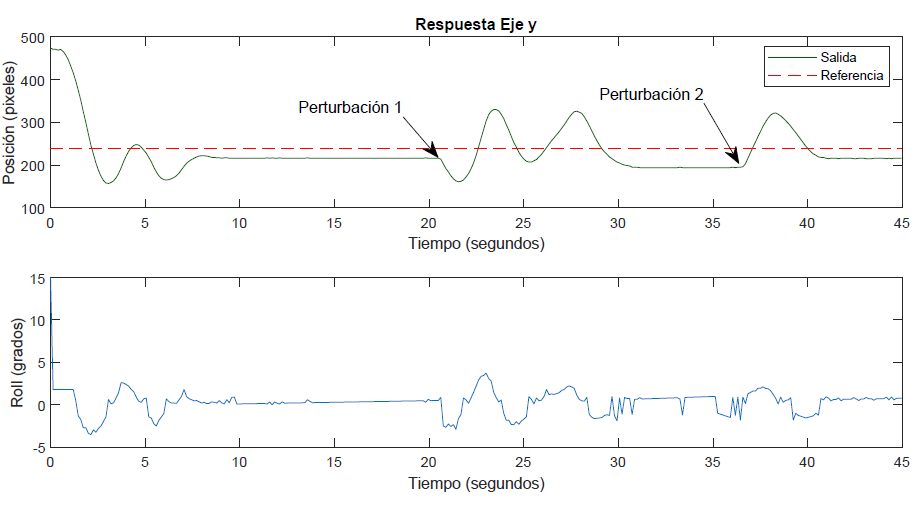 Respuesta Eje y
500
400
300
200
100
Posición (pixeles)
Salida
Referencia
Perturbación 1
Perturbación 2
0 5 10 15 20 25 30 35 40 45
Tiempo (segundos)
15
10
5
0
-5
Roll (grados)
0 5 10 15 20 25 30 35 40 45
Tiempo (segundos)